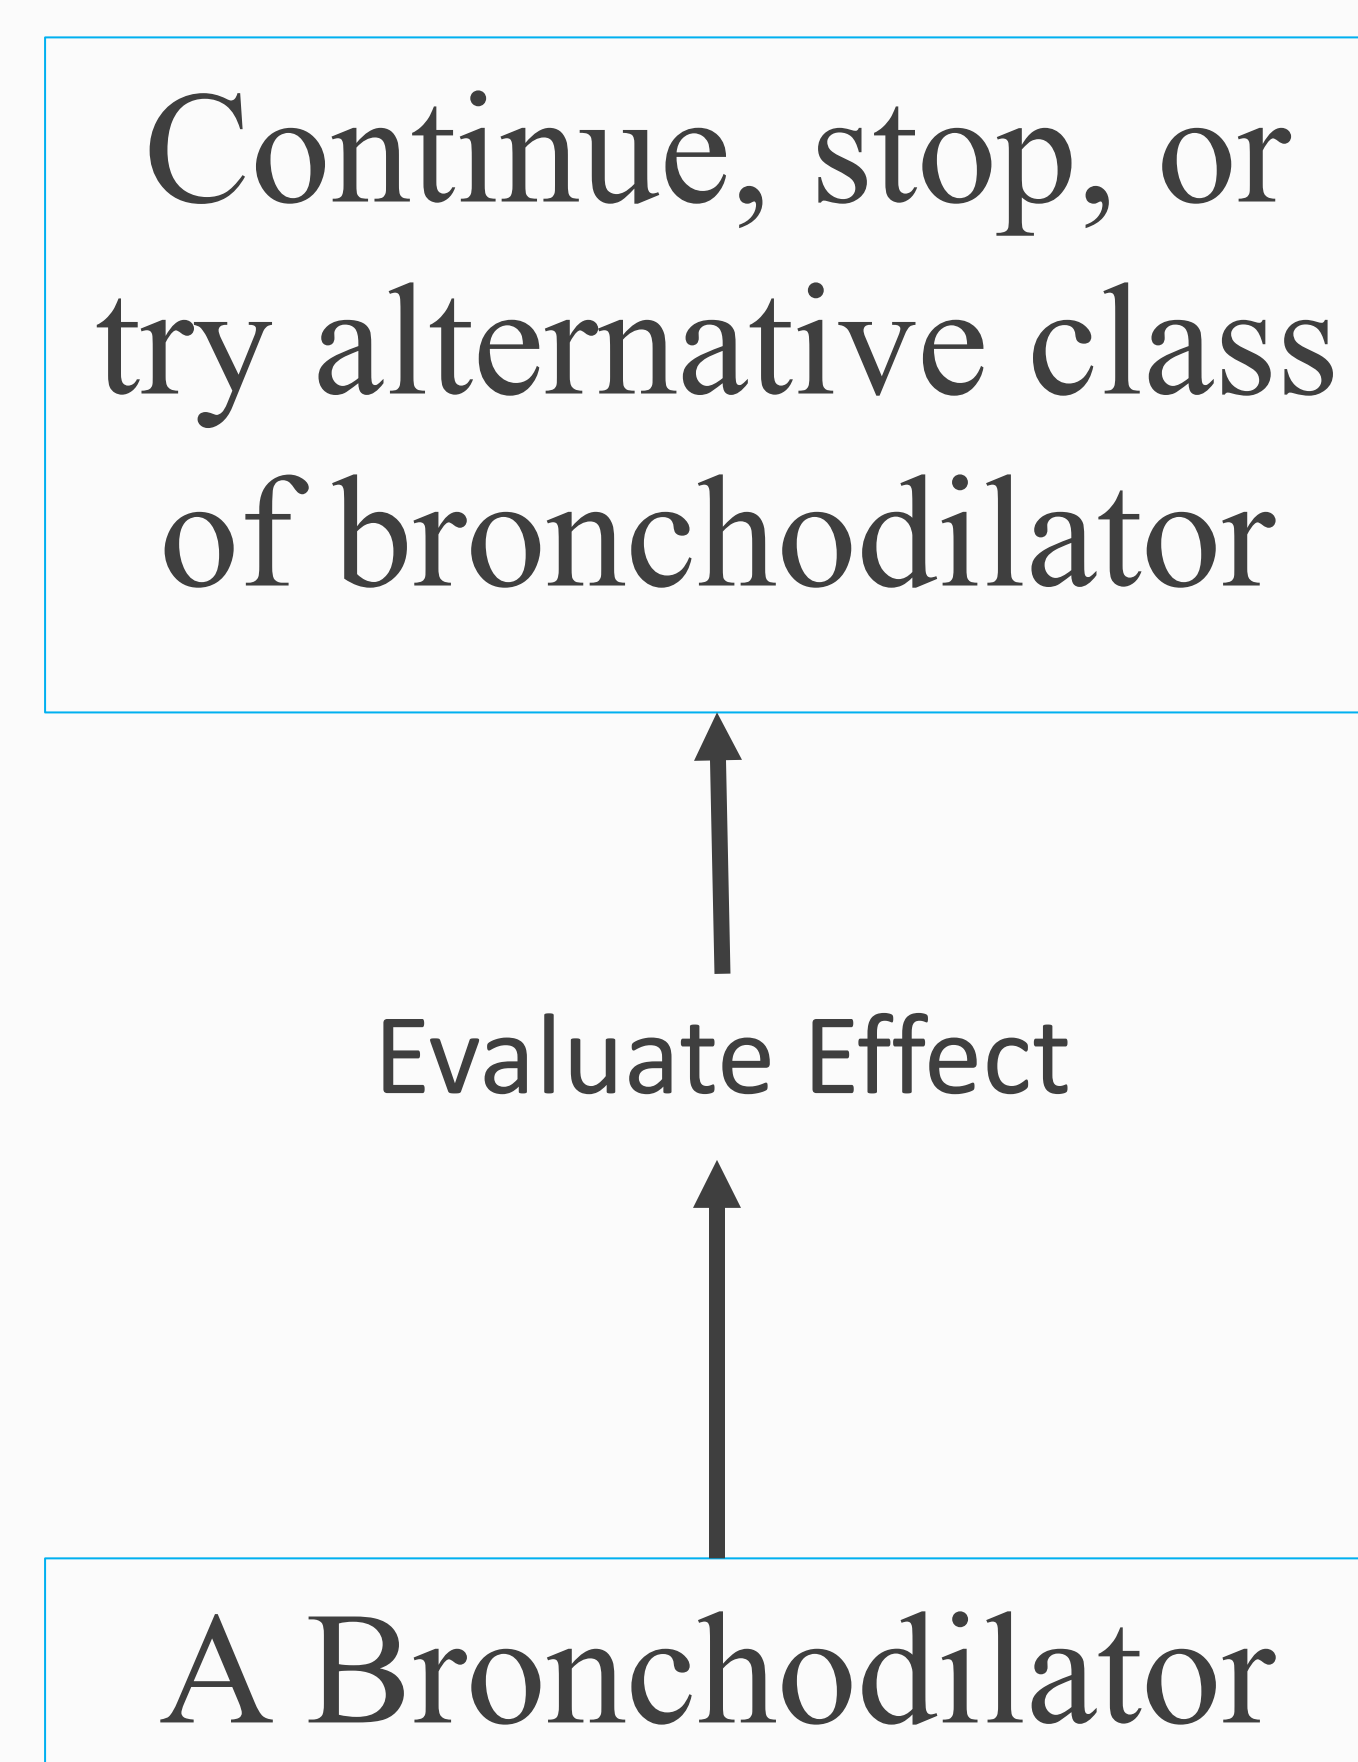 Continue, stop, or
try alternative class
of bronchodilator
Evaluate Effect
A Bronchodilator